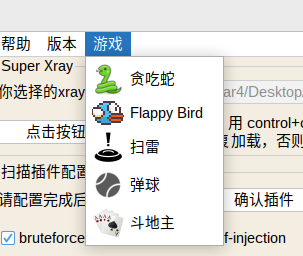 帮助 版本 游戏
Super Xray
你选择的xray
ar4/Desktop/
贪吃蛇
点击按钮
Flappy Bird
用 control+c
加载，否则
扫雷
扫描插件配置
弹球
请配置完成后
确认插件
斗地主
bruteforce
f-injection